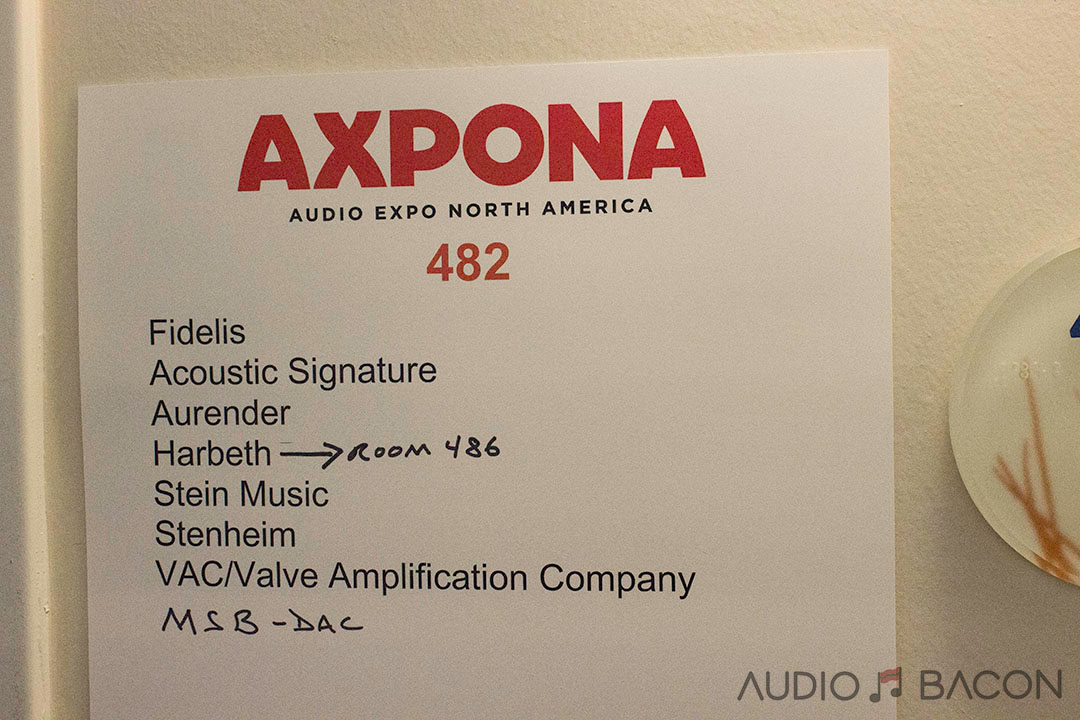 AXPONA
AUDIO EXPO NORTH AMERICA
482
Fidelis
Acoustic Signature
Aurender
Harbeth → ROOM 486
Stein Music
Stenheim
VAC/Valve Amplification Company
MSB-DAC
AUDIO BACON